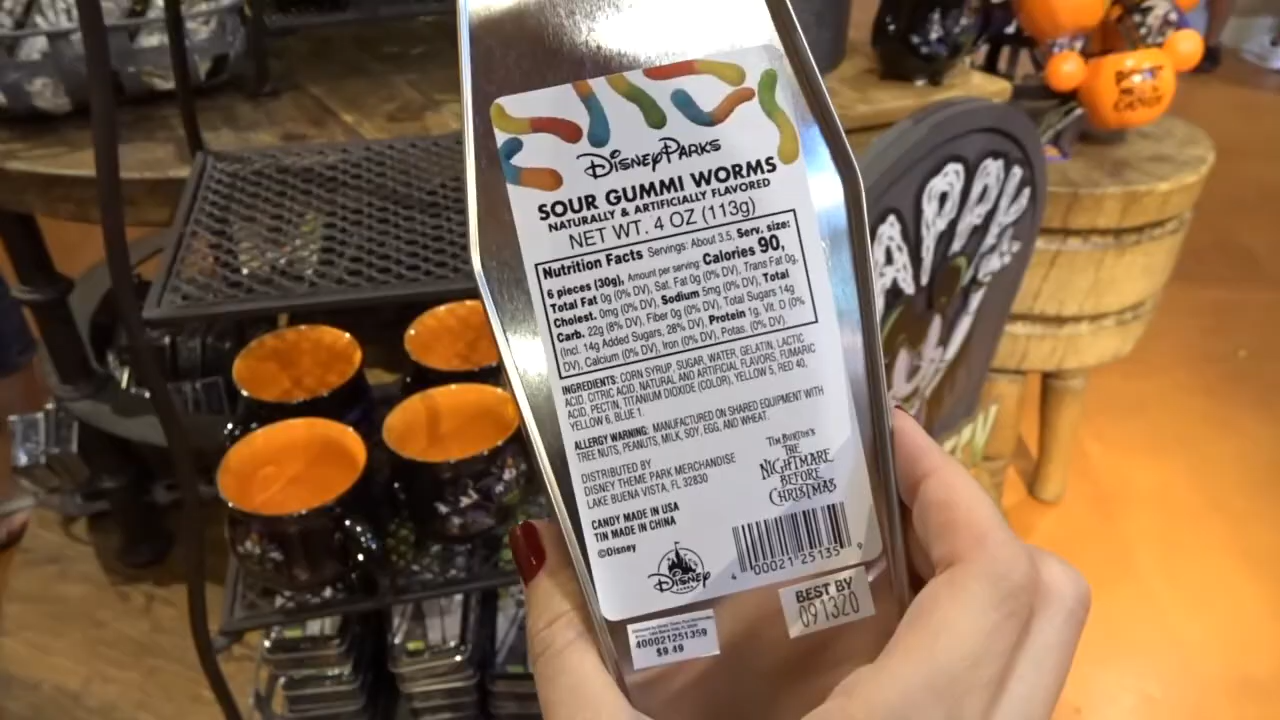 DISNEY PARKS
SOUR GUMMI WORMS
NATURALLY & ARTIFICIALLY FLAVORED
NET WT. 4 OZ (113g)
Nutrition Facts Servings: About 3.5, Serv. size:
6 pieces (30g), Amount per serving: Calories 90,
Total Fat 0g (0% DV), Sat. Fat 0g (0% DV), Trans Fat 0g,
Cholest. 0mg (0% DV), Sodium 5mg (0% DV), Total
Carb. 22g (8% DV), Fiber 0g (0% DV), Total Sugars 14g
(Incl. 14g Added Sugars, 28% DV), Protein 1g, Vit. D (0%
DV), Calcium (0% DV), Iron (0% DV), Potas. (0% DV).
INGREDIENTS: CORN SYRUP, SUGAR, WATER, GELATIN, LACTIC
ACID, CITRIC ACID, NATURAL AND ARTIFICIAL FLAVORS, FUMARIC
ACID, PECTIN, TITANIUM DIOXIDE (COLOR), YELLOW 5, RED 40,
YELLOW 6, BLUE 1.
ALLERGY WARNING: MANUFACTURED ON SHARED EQUIPMENT WITH
TREE NUTS, PEANUTS, MILK, SOY, EGG, AND WHEAT.
DISTRIBUTED BY
DISNEY THEME PARK MERCHANDISE
LAKE BUENA VISTA, FL 32830
TIM BURTON'S
THE
NIGHTMARE
BEFORE
CHRISTMAS
CANDY MADE IN USA
TIN MADE IN CHINA
©Disney
DISNEY
PARKS
4 00021 25135 9
BEST BY
091320
400021251359
$9.49
APPY